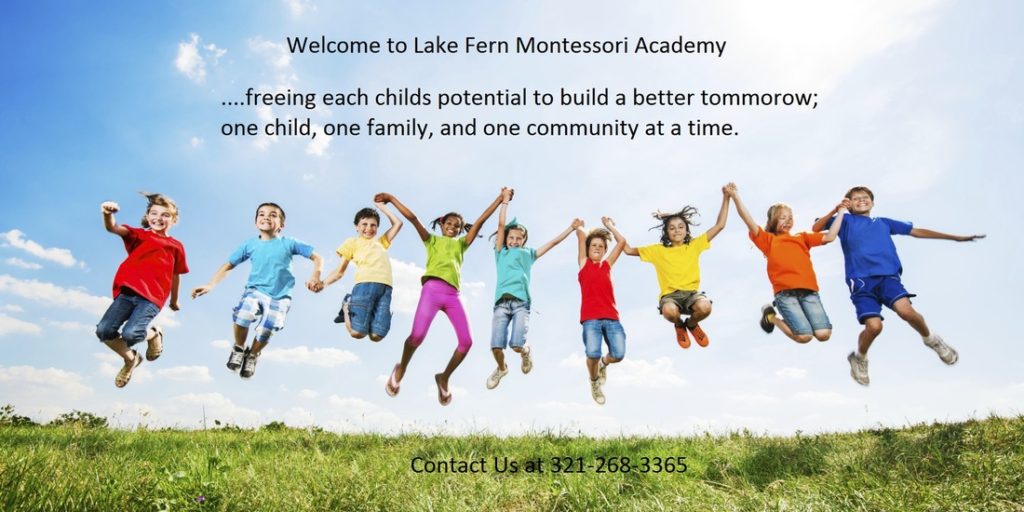 Welcome to Lake Fern Montessori Academy
....freeing each childs potential to build a better tommorow;
one child, one family, and one community at a time.
Contact Us at 321-268-3365